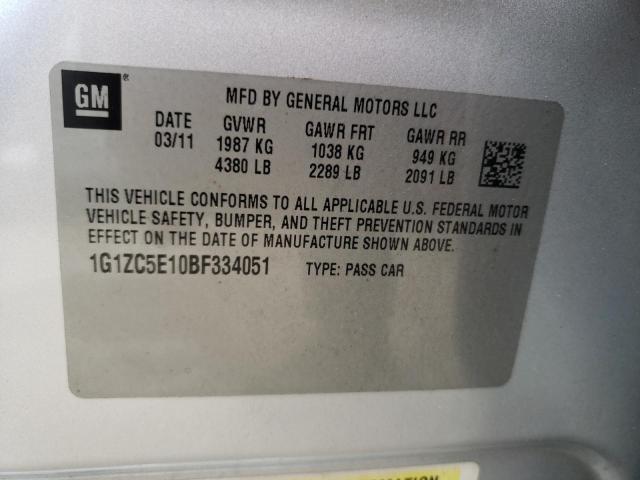 GM
MFD BY GENERAL MOTORS LLC
DATE GVWR GAWR FRT GAWR RR
03/11 1987 KG 1038 KG 949 KG
4380 LB 2289 LB 2091 LB
THIS VEHICLE CONFORMS TO ALL APPLICABLE U.S. FEDERAL MOTOR
VEHICLE SAFETY, BUMPER, AND THEFT PREVENTION STANDARDS IN
EFFECT ON THE DATE OF MANUFACTURE SHOWN ABOVE.
1G1ZC5E10BF334051 TYPE: PASS CAR